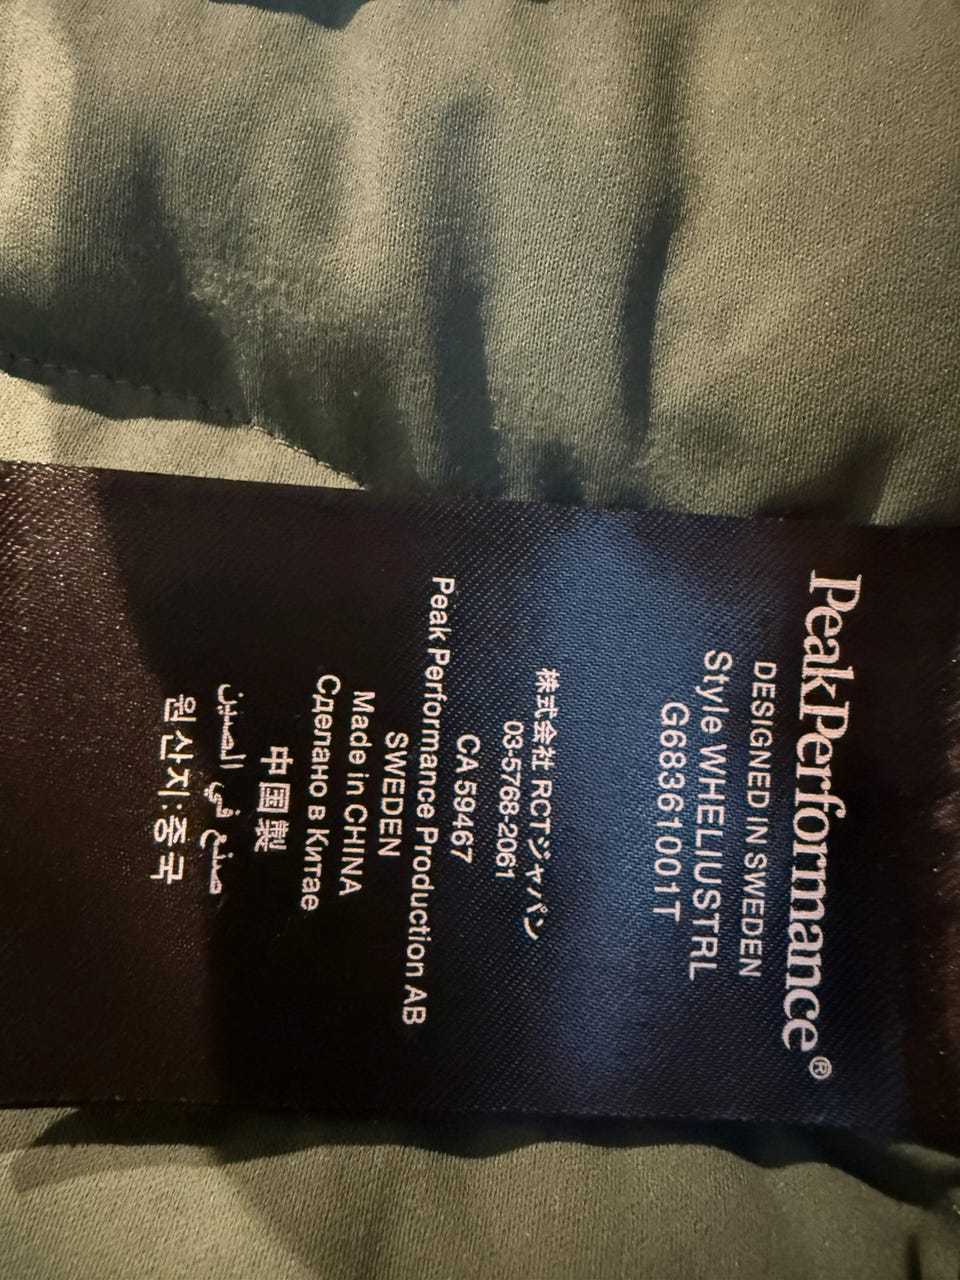 PeakPerformance®
DESIGNED IN SWEDEN
Style WHELIUSTRL
G68361001T
株式会社 RCTジャパン
03-5768-2061
CA 59467
Peak Performance Production AB
SWEDEN
Made in CHINA
Сделано в Китае
中国製
صنع في الصين
원산지:중국